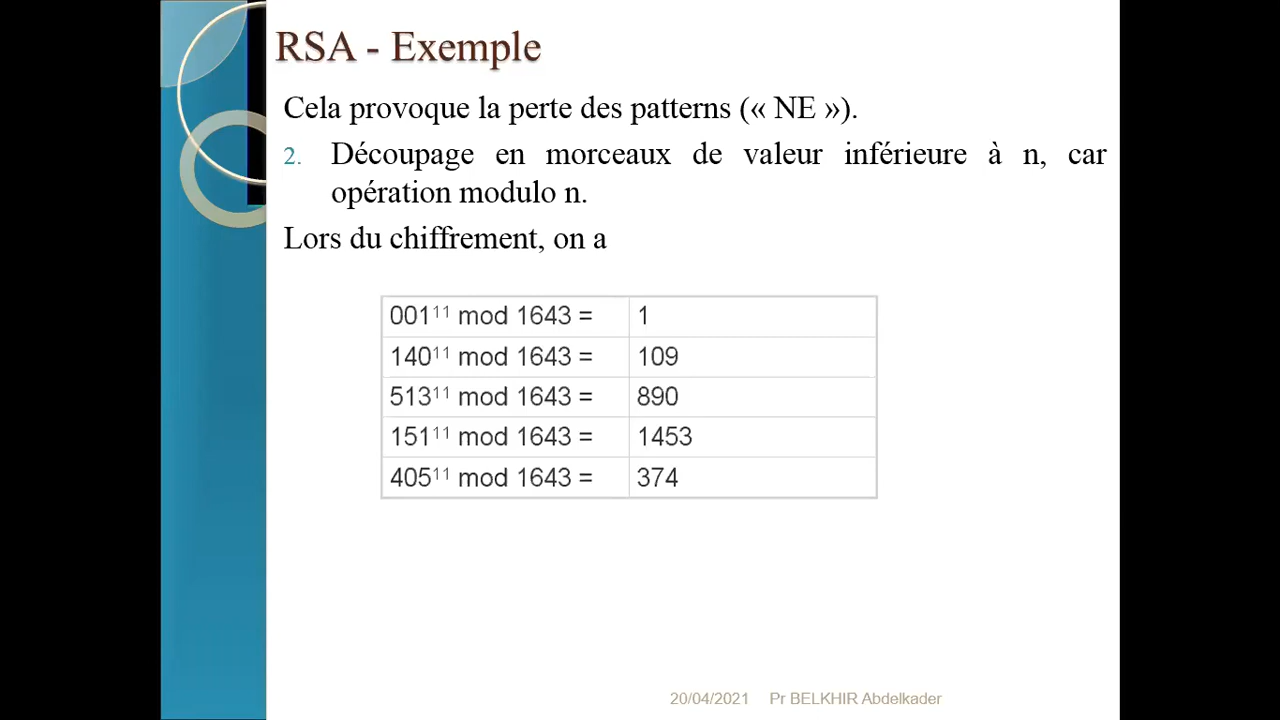 RSA - Exemple
Cela provoque la perte des patterns (« NE »).
2. Découpage en morceaux de valeur inférieure à n, car
opération modulo n.
Lors du chiffrement, on a
001¹¹ mod 1643 = 1
140¹¹ mod 1643 = 109
513¹¹ mod 1643 = 890
151¹¹ mod 1643 = 1453
405¹¹ mod 1643 = 374
20/04/2021 Pr BELKHIR Abdelkader